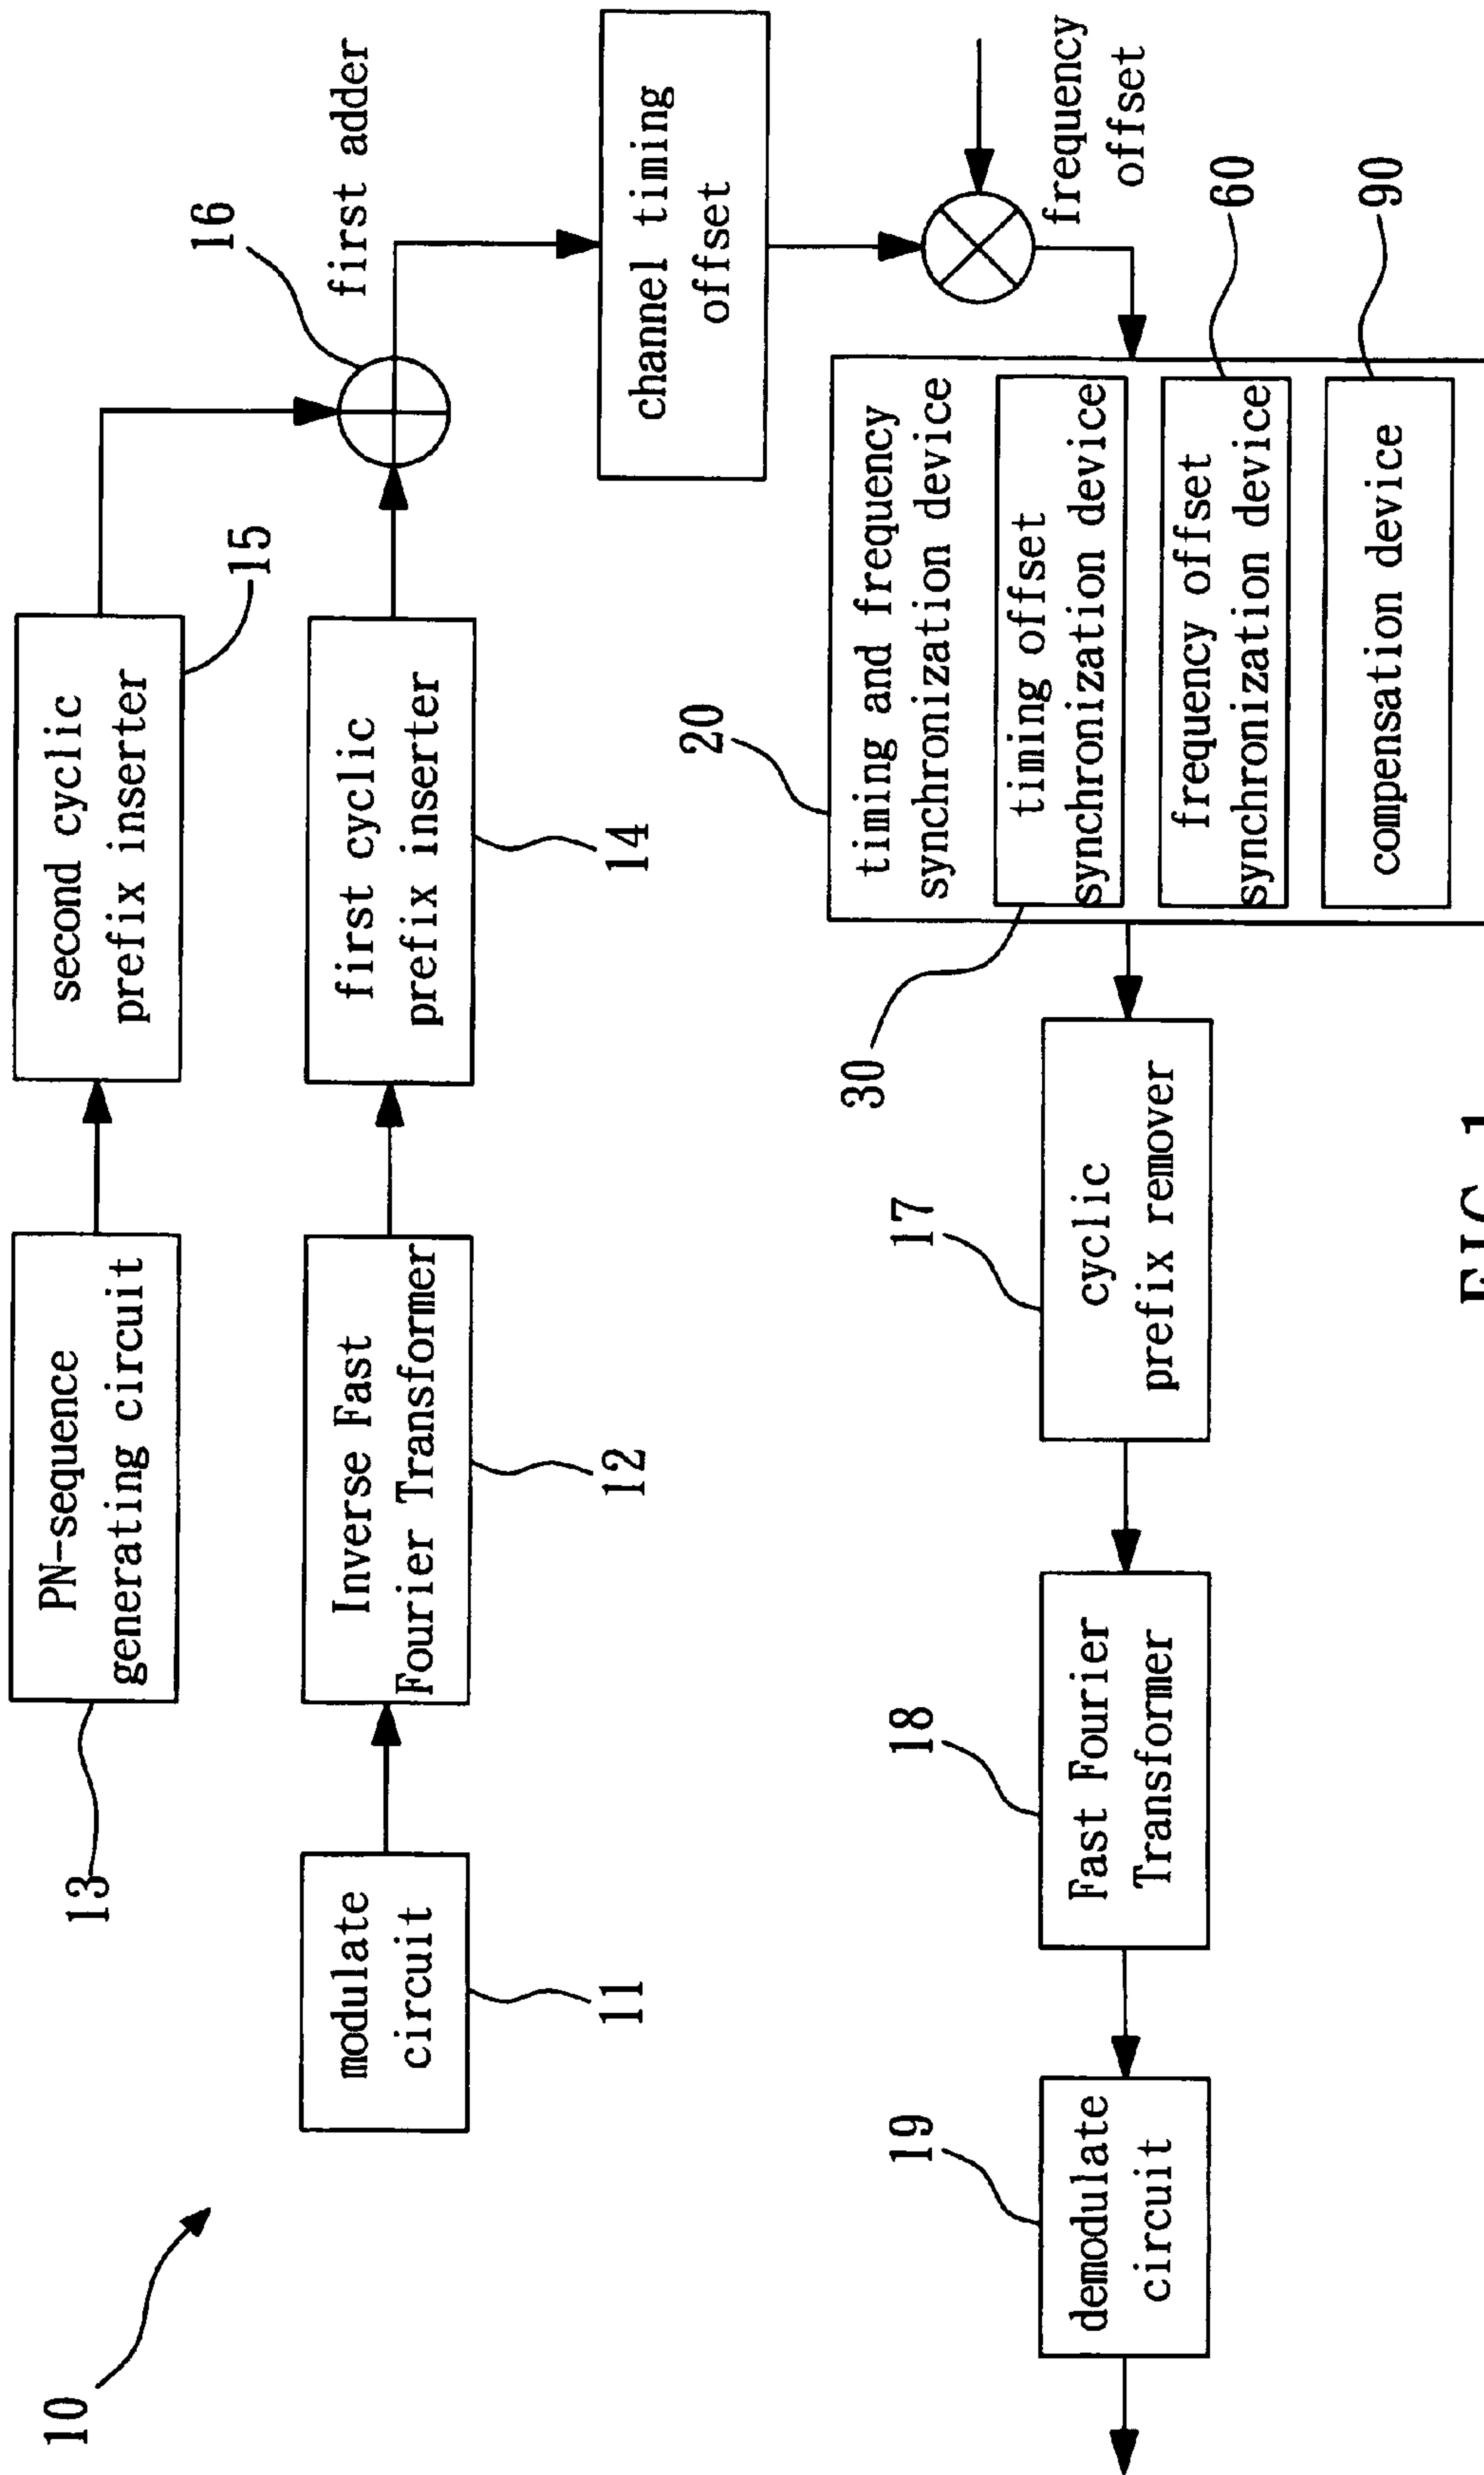 10
13
PN-sequence
generating circuit
second cyclic
prefix inserter
15
16
first adder
modulate
circuit
11
Inverse Fast
Fourier Transformer
12
first cyclic
prefix inserter
14
channel timing
offset
frequency
offset
20
timing and frequency
synchronization device
timing offset
synchronization device
30
frequency offset
synchronization device
60
compensation device
90
17
cyclic
prefix remover
18
Fast Fourier
Transformer
19
demodulate
circuit
FIG. 1